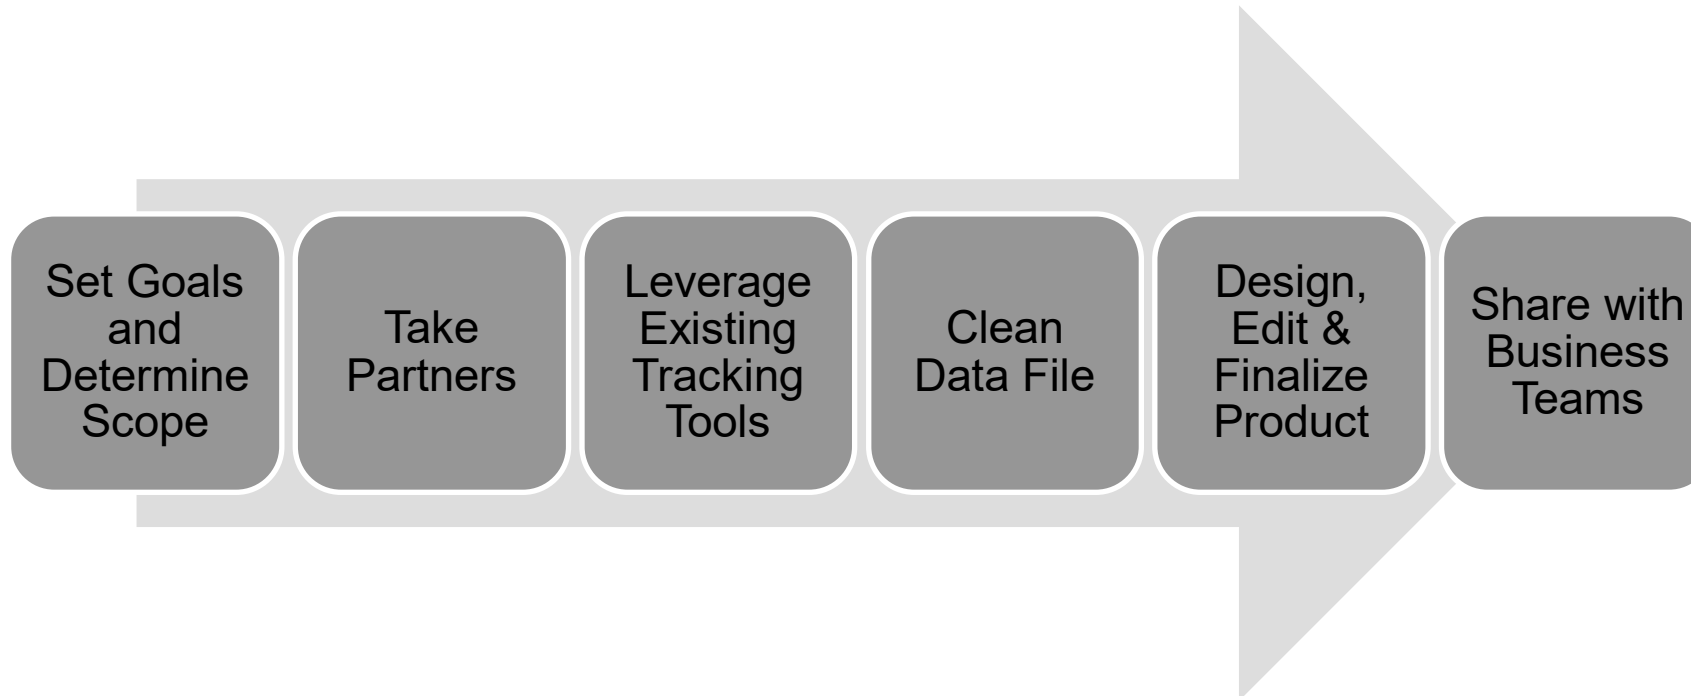 Set Goals
and
Determine
Scope
Take
Partners
Leverage
Existing
Tracking
Tools
Clean
Data File
Design,
Edit &
Finalize
Product
Share with
Business
Teams